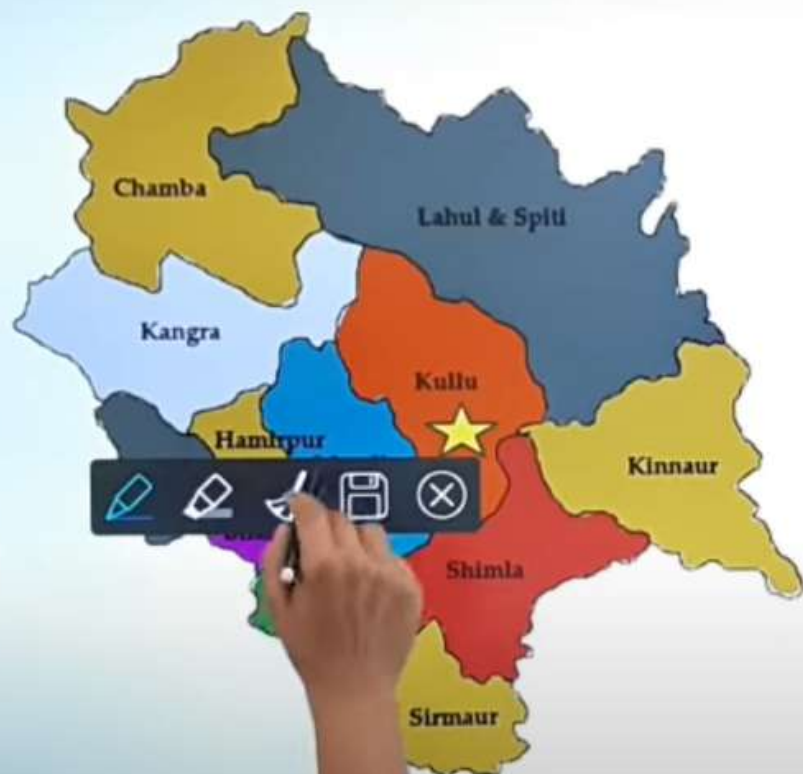 Chamba
Lahul & Spiti
Kangra
Kullu
Hamirpur
Kinnaur
Shimla
Sirmaur